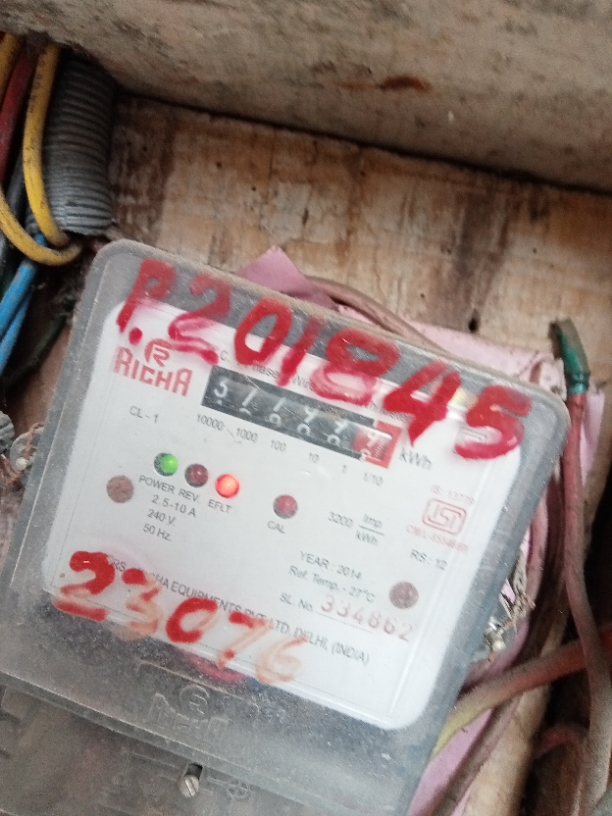 P.201845
RICHA
kWh
CL - 1
10000 1000 100 10 1 1/10
POWER REV. EFLT
CAL
2.5-10 A
240 V
50 Hz.
3200 imp/kWh
ISI
RS : 12
YEAR : 2014
Ref. Temp. - 27°C
SL. No. 334862
EQUIPMENTS PVT. LTD. DELHI, (INDIA)
23076